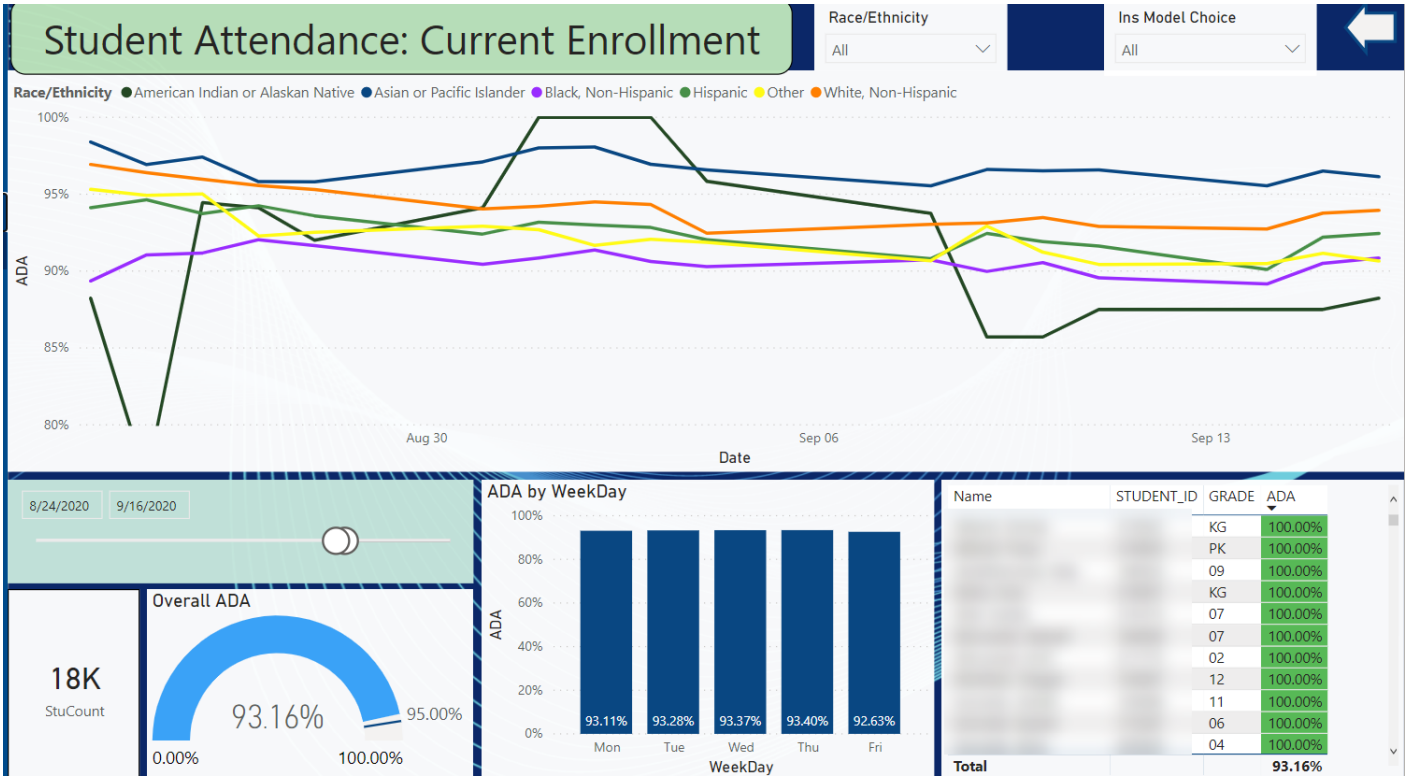 Student Attendance: Current Enrollment
Race/Ethnicity
All
Ins Model Choice
All
Race/Ethnicity American Indian or Alaskan Native Asian or Pacific Islander Black, Non-Hispanic Hispanic Other White, Non-Hispanic
100%
95%
90%
85%
80%
ADA
Aug 30 Sep 06 Sep 13
Date
8/24/2020 9/16/2020
18K
StuCount
Overall ADA
93.16%
95.00%
0.00% 100.00%
ADA by WeekDay
100%
80%
60%
40%
20%
0%
ADA
93.11% 93.28% 93.37% 93.40% 92.63%
Mon Tue Wed Thu Fri
WeekDay
Name STUDENT_ID GRADE ADA
KG 100.00%
PK 100.00%
09 100.00%
KG 100.00%
07 100.00%
07 100.00%
02 100.00%
12 100.00%
11 100.00%
06 100.00%
04 100.00%
Total 93.16%